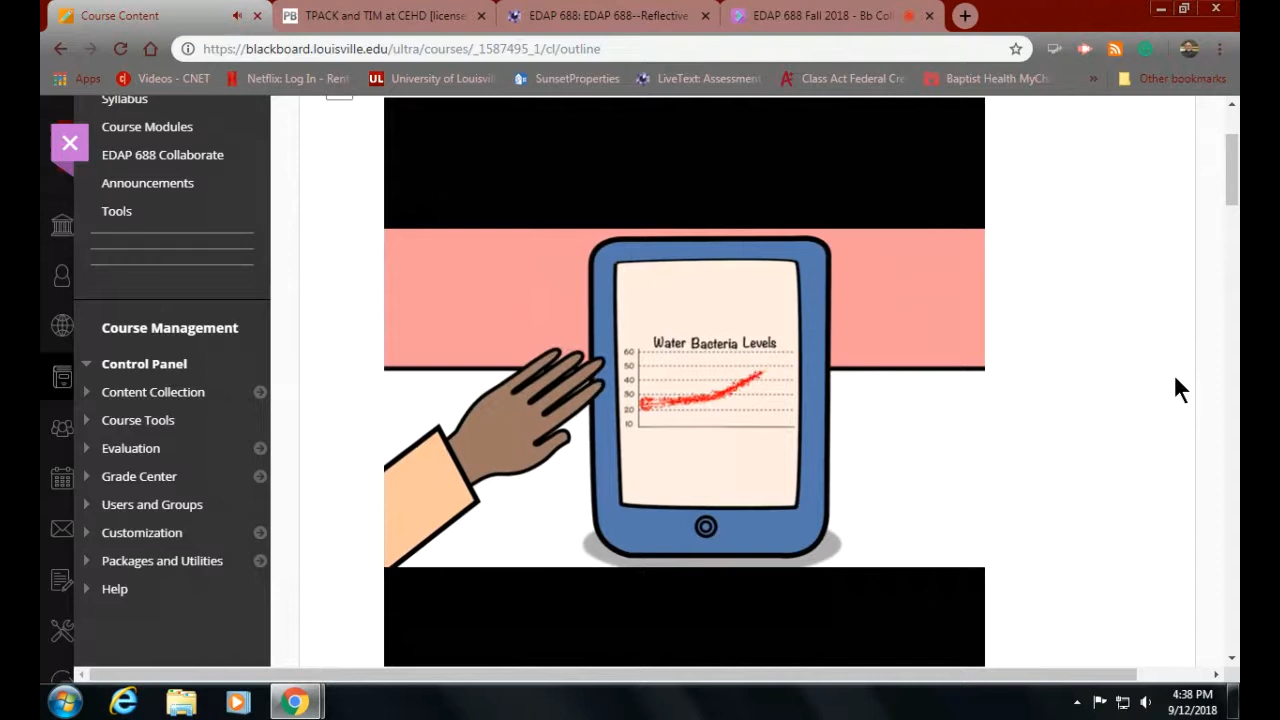 Course Content
TPACK and TIM at CEHD [license
EDAP 688: EDAP 688--Reflective
EDAP 688 Fall 2018 - Bb Coll
https://blackboard.louisville.edu/ultra/courses/_1587495_1/cl/outline
Apps
Videos - CNET
Netflix: Log In - Rent
University of Louisvil
SunsetProperties
LiveText: Assessment
Class Act Federal Cre
Baptist Health MyCh
Other bookmarks
Syllabus
Course Modules
EDAP 688 Collaborate
Announcements
Tools
Course Management
Control Panel
Content Collection
Course Tools
Evaluation
Grade Center
Users and Groups
Customization
Packages and Utilities
Help
Water Bacteria Levels
60
50
40
30
20
10
4:38 PM
9/12/2018